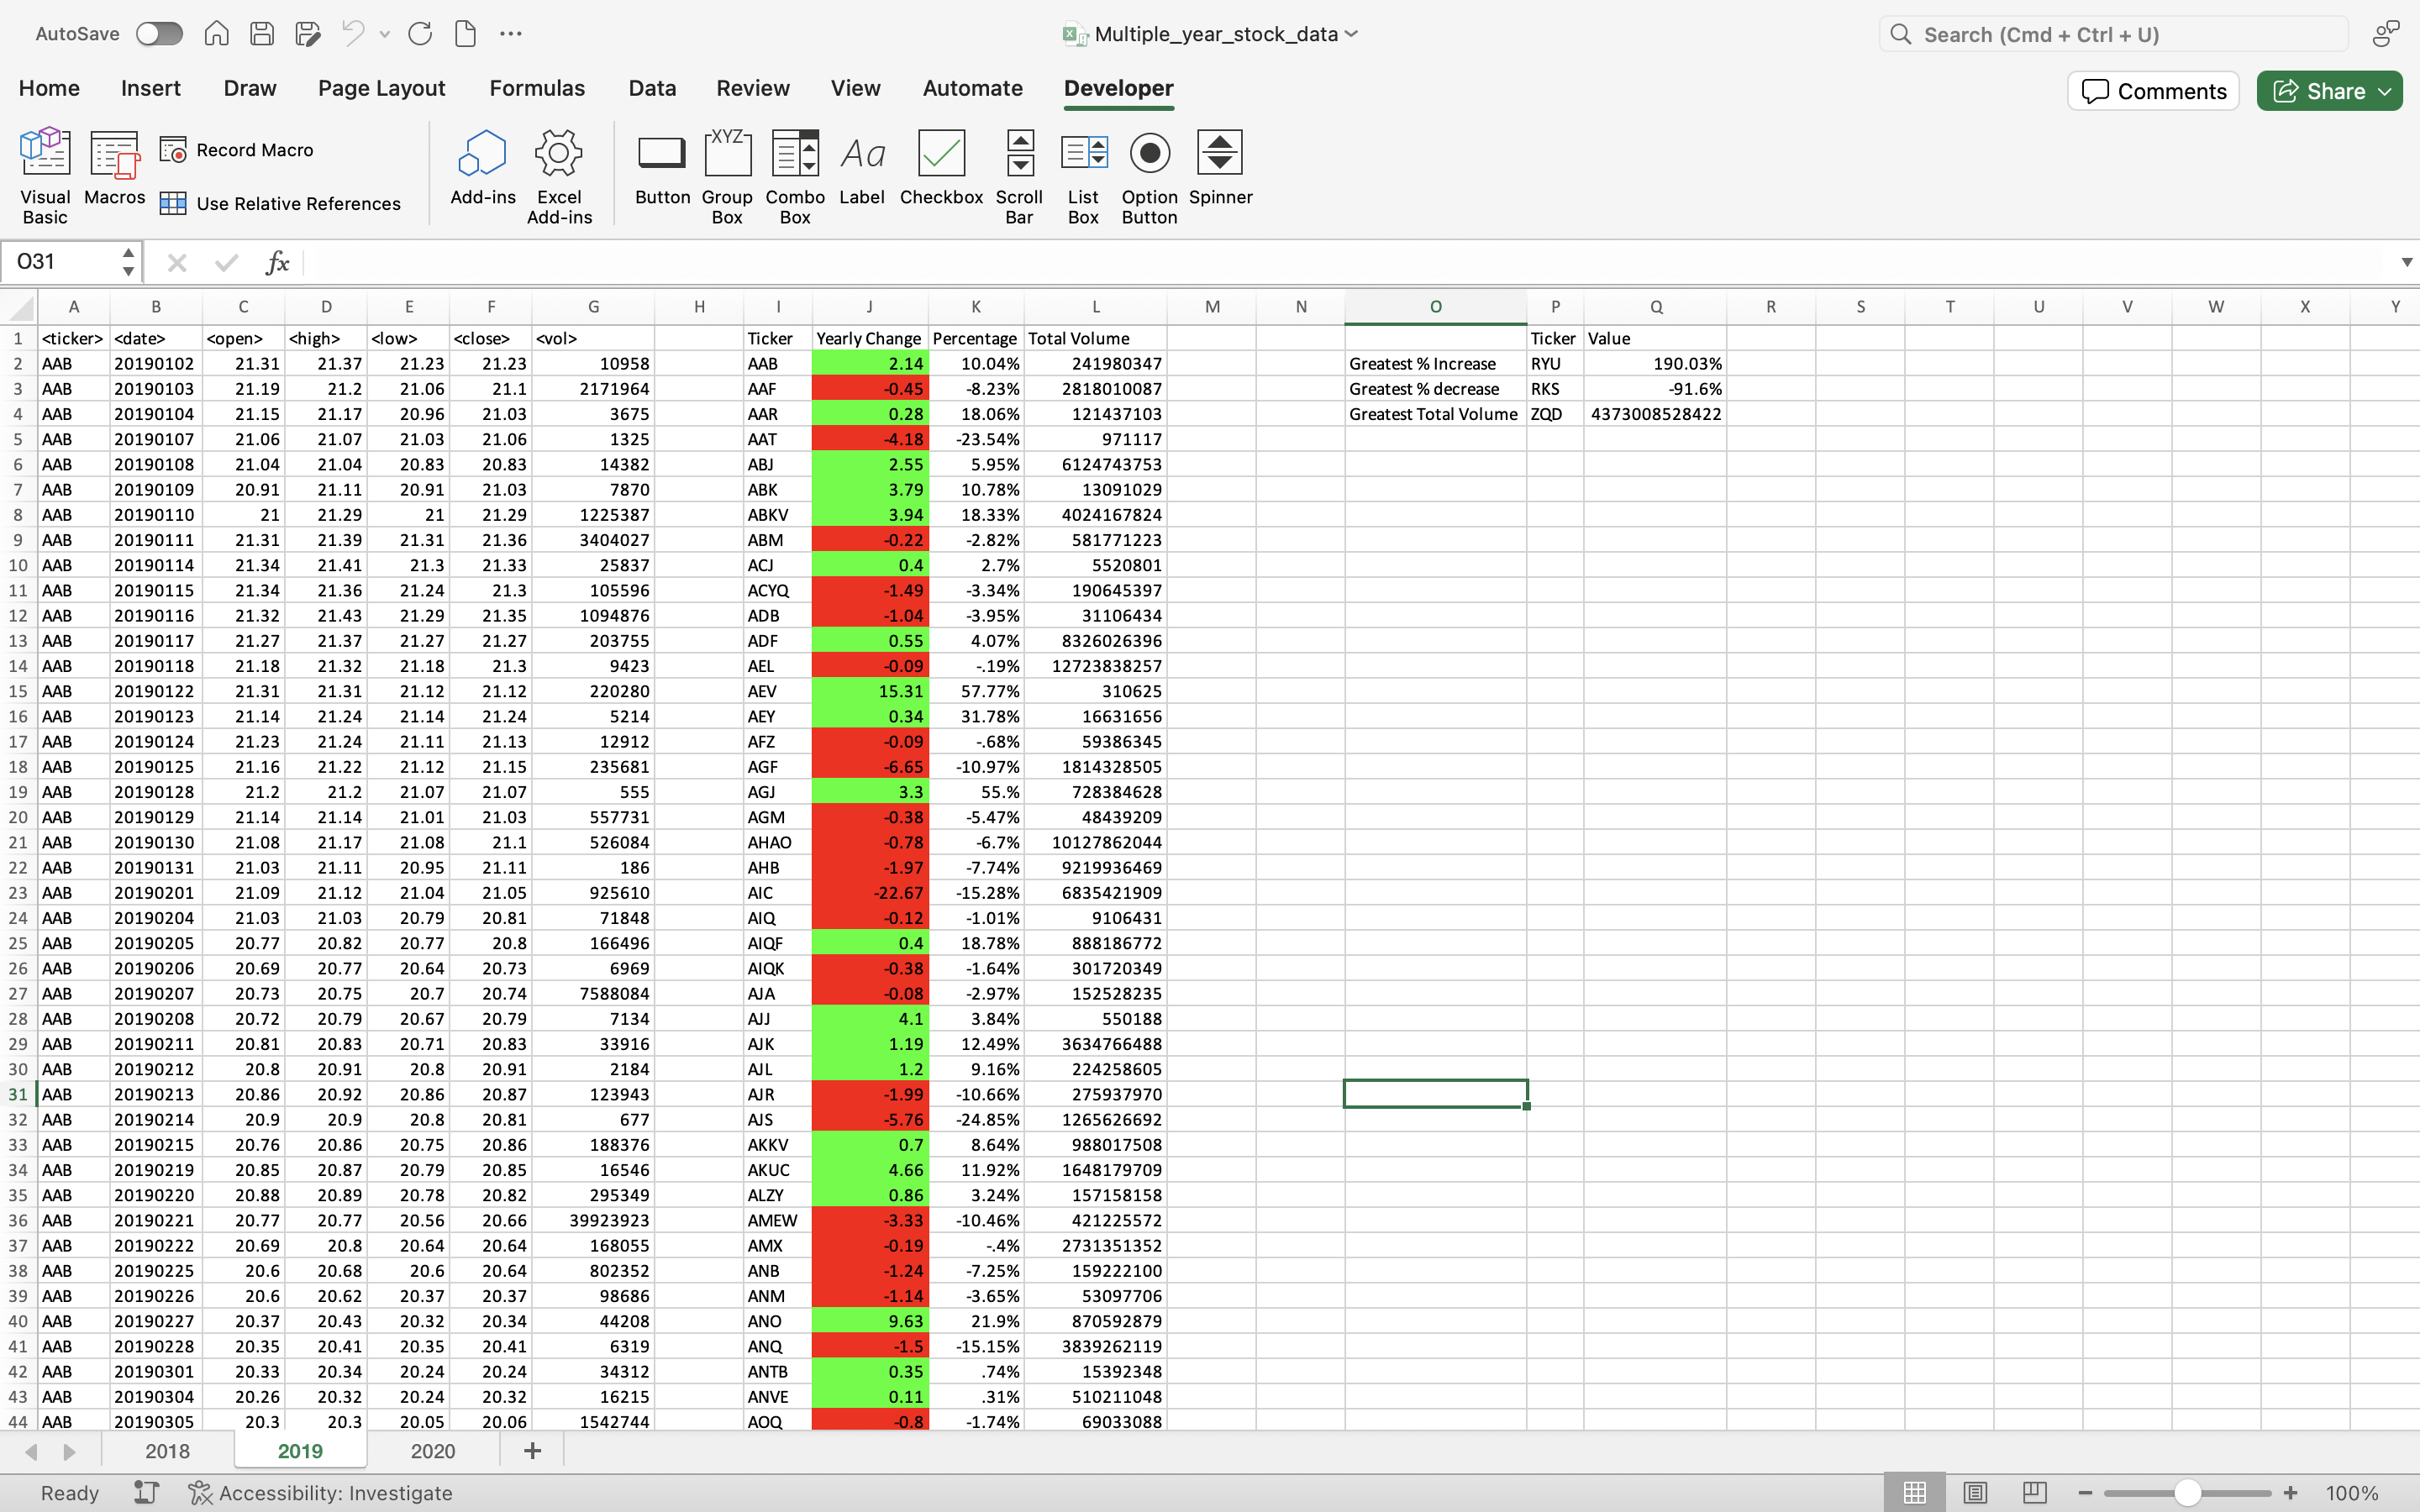 AutoSave Multiple_year_stock_data Search (Cmd + Ctrl + U)
Home Insert Draw Page Layout Formulas Data Review View Automate Developer Comments Share
Visual Basic Macros Record Macro Use Relative References Add-ins Excel Add-ins Button XYZ Group Box Combo Box Aa Label Checkbox Scroll Bar List Box Option Button Spinner
O31 fx
A B C D E F G H I J K L M N O P Q R S T U V W X Y
1 <ticker> <date> <open> <high> <low> <close> <vol> Ticker Yearly Change Percentage Total Volume Ticker Value
2 AAB 20190102 21.31 21.37 21.23 21.23 10958 AAB 2.14 10.04% 241980347 Greatest % Increase RYU 190.03%
3 AAB 20190103 21.19 21.2 21.06 21.1 2171964 AAF -0.45 -8.23% 2818010087 Greatest % decrease RKS -91.6%
4 AAB 20190104 21.15 21.17 20.96 21.03 3675 AAR 0.28 18.06% 121437103 Greatest Total Volume ZQD 4373008528422
5 AAB 20190107 21.06 21.07 21.03 21.06 1325 AAT -4.18 -23.54% 971117
6 AAB 20190108 21.04 21.04 20.83 20.83 14382 ABJ 2.55 5.95% 6124743753
7 AAB 20190109 20.91 21.11 20.91 21.03 7870 ABK 3.79 10.78% 13091029
8 AAB 20190110 21 21.29 21 21.29 1225387 ABKV 3.94 18.33% 4024167824
9 AAB 20190111 21.31 21.39 21.31 21.36 3404027 ABM -0.22 -2.82% 581771223
10 AAB 20190114 21.34 21.41 21.3 21.33 25837 ACJ 0.4 2.7% 5520801
11 AAB 20190115 21.34 21.36 21.24 21.3 105596 ACYQ -1.49 -3.34% 190645397
12 AAB 20190116 21.32 21.43 21.29 21.35 1094876 ADB -1.04 -3.95% 31106434
13 AAB 20190117 21.27 21.37 21.27 21.27 203755 ADF 0.55 4.07% 8326026396
14 AAB 20190118 21.18 21.32 21.18 21.3 9423 AEL -0.09 -.19% 12723838257
15 AAB 20190122 21.31 21.31 21.12 21.12 220280 AEV 15.31 57.77% 310625
16 AAB 20190123 21.14 21.24 21.14 21.24 5214 AEY 0.34 31.78% 16631656
17 AAB 20190124 21.23 21.24 21.11 21.13 12912 AFZ -0.09 -.68% 59386345
18 AAB 20190125 21.16 21.22 21.12 21.15 235681 AGF -6.65 -10.97% 1814328505
19 AAB 20190128 21.2 21.2 21.07 21.07 555 AGJ 3.3 55.% 728384628
20 AAB 20190129 21.14 21.14 21.01 21.03 557731 AGM -0.38 -5.47% 48439209
21 AAB 20190130 21.08 21.17 21.08 21.1 526084 AHAO -0.78 -6.7% 10127862044
22 AAB 20190131 21.03 21.11 20.95 21.11 186 AHB -1.97 -7.74% 9219936469
23 AAB 20190201 21.09 21.12 21.04 21.05 925610 AIC -22.67 -15.28% 6835421909
24 AAB 20190204 21.03 21.03 20.79 20.81 71848 AIQ -0.12 -1.01% 9106431
25 AAB 20190205 20.77 20.82 20.77 20.8 166496 AIQF 0.4 18.78% 888186772
26 AAB 20190206 20.69 20.77 20.64 20.73 6969 AIQK -0.38 -1.64% 301720349
27 AAB 20190207 20.73 20.75 20.7 20.74 7588084 AJA -0.08 -2.97% 152528235
28 AAB 20190208 20.72 20.79 20.67 20.79 7134 AJJ 4.1 3.84% 550188
29 AAB 20190211 20.81 20.83 20.71 20.83 33916 AJK 1.19 12.49% 3634766488
30 AAB 20190212 20.8 20.91 20.8 20.91 2184 AJL 1.2 9.16% 224258605
31 AAB 20190213 20.86 20.92 20.86 20.87 123943 AJR -1.99 -10.66% 275937970
32 AAB 20190214 20.9 20.9 20.8 20.81 677 AJS -5.76 -24.85% 1265626692
33 AAB 20190215 20.76 20.86 20.75 20.86 188376 AKKV 0.7 8.64% 988017508
34 AAB 20190219 20.85 20.87 20.79 20.85 16546 AKUC 4.66 11.92% 1648179709
35 AAB 20190220 20.88 20.89 20.78 20.82 295349 ALZY 0.86 3.24% 157158158
36 AAB 20190221 20.77 20.77 20.56 20.66 39923923 AMEW -3.33 -10.46% 421225572
37 AAB 20190222 20.69 20.8 20.64 20.64 168055 AMX -0.19 -.4% 2731351352
38 AAB 20190225 20.6 20.68 20.6 20.64 802352 ANB -1.24 -7.25% 159222100
39 AAB 20190226 20.6 20.62 20.37 20.37 98686 ANM -1.14 -3.65% 53097706
40 AAB 20190227 20.37 20.43 20.32 20.34 44208 ANO 9.63 21.9% 870592879
41 AAB 20190228 20.35 20.41 20.35 20.41 6319 ANQ -1.5 -15.15% 3839262119
42 AAB 20190301 20.33 20.34 20.24 20.24 34312 ANTB 0.35 .74% 15392348
43 AAB 20190304 20.26 20.32 20.24 20.32 16215 ANVE 0.11 .31% 510211048
44 AAB 20190305 20.3 20.3 20.05 20.06 1542744 AOQ -0.8 -1.74% 69033088
2018 2019 2020
Ready Accessibility: Investigate 100%